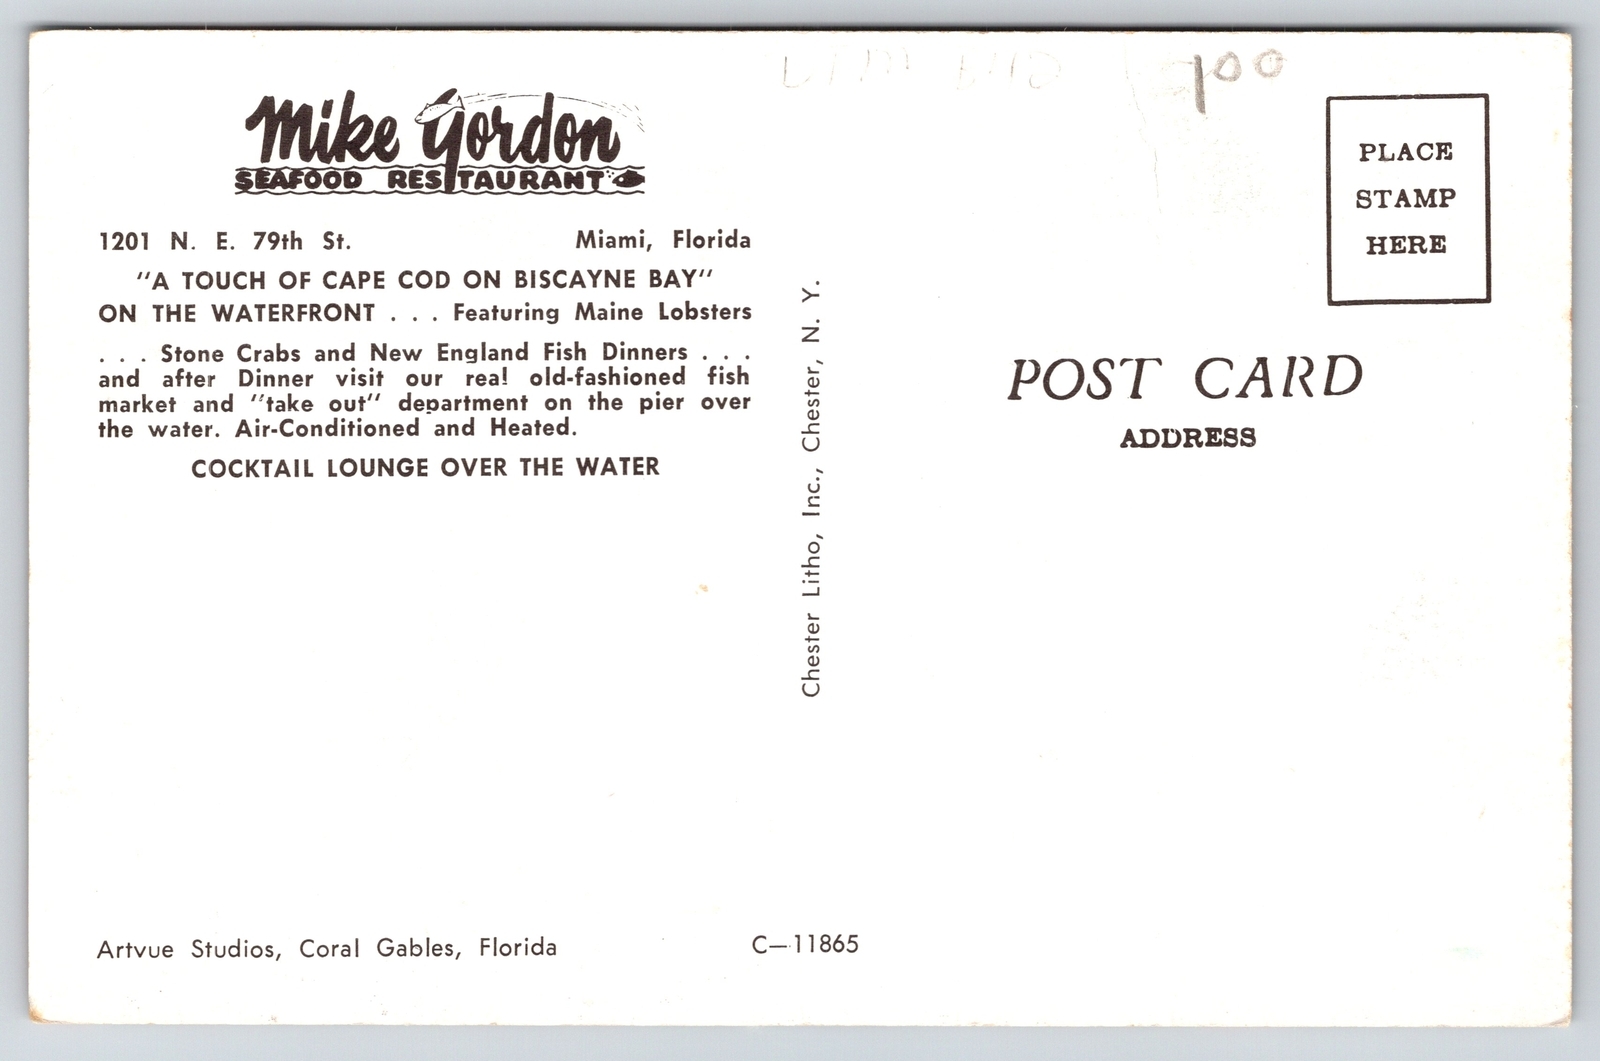 Mike Gordon
SEAFOOD RESTAURANT
1201 N. E. 79th St. Miami, Florida
"A TOUCH OF CAPE COD ON BISCAYNE BAY"
ON THE WATERFRONT . . . Featuring Maine Lobsters
. . . Stone Crabs and New England Fish Dinners . . .
and after Dinner visit our real old-fashioned fish
market and "take out" department on the pier over
the water. Air-Conditioned and Heated.
COCKTAIL LOUNGE OVER THE WATER
Artvue Studios, Coral Gables, Florida
C—11865
Chester Litho, Inc., Chester, N. Y.
100
PLACE
STAMP
HERE
POST CARD
ADDRESS